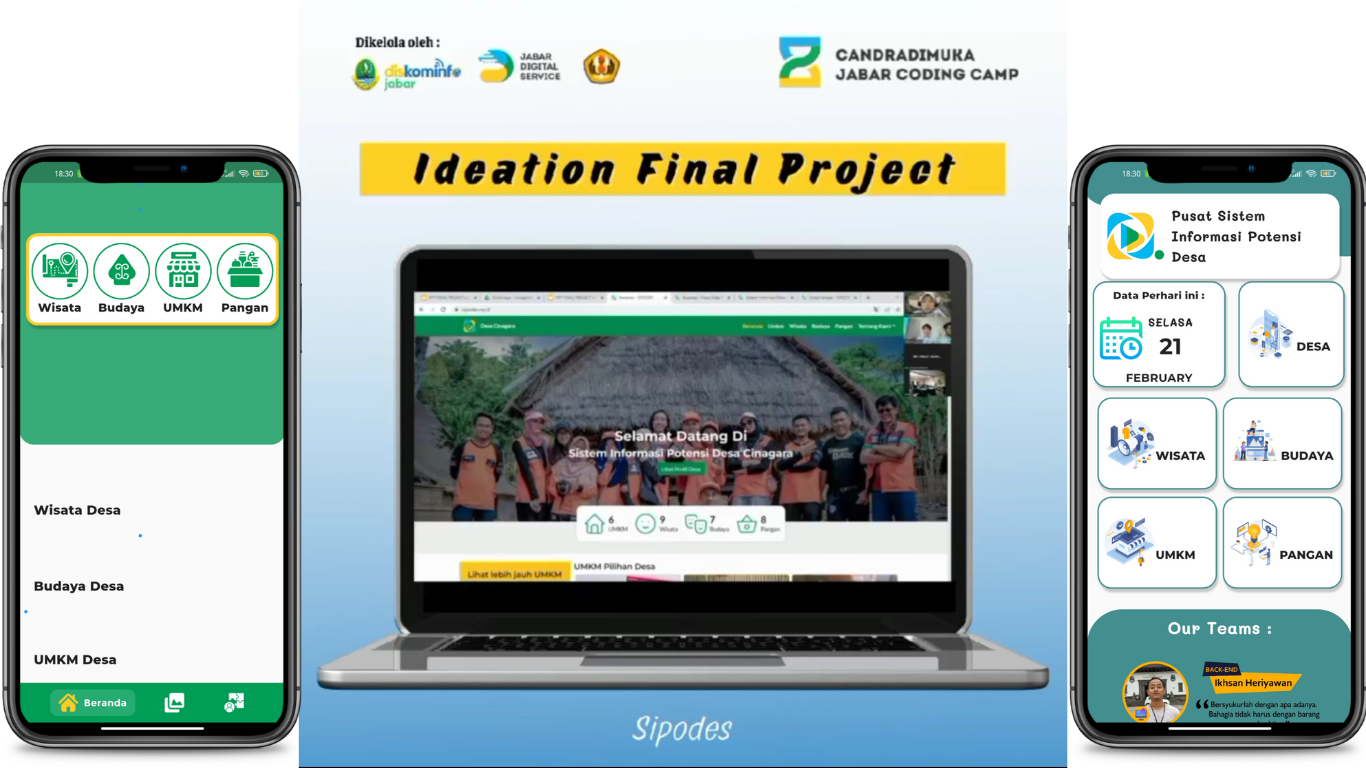 Dikelola oleh :
diskominfo
jabar
JABAR
DIGITAL
SERVICE
CANDRADIMUKA
JABAR CODING CAMP
Ideation Final Project
18:30
Wisata
Budaya
UMKM
Pangan
Wisata Desa
Budaya Desa
UMKM Desa
Beranda
Desa Cinagara
Beranda
Umkm
Wisata
Budaya
Pangan
Tentang Kami
Selamat Datang Di
Sistem Informasi Potensi Desa Cinagara
Lihat Profil Desa
6
UMKM
9
Wisata
7
Budaya
8
Pangan
Lihat lebih jauh UMKM
UMKM Pilihan Desa
Sipodes
18:30
Pusat Sistem
Informasi Potensi
Desa
Data Perhari ini :
SELASA
21
FEBRUARY
DESA
WISATA
BUDAYA
UMKM
PANGAN
Our Teams :
BACK-END
Ikhsan Heriyawan
Bersyukurlah dengan apa adanya.
Bahagia tidak harus dengan barang